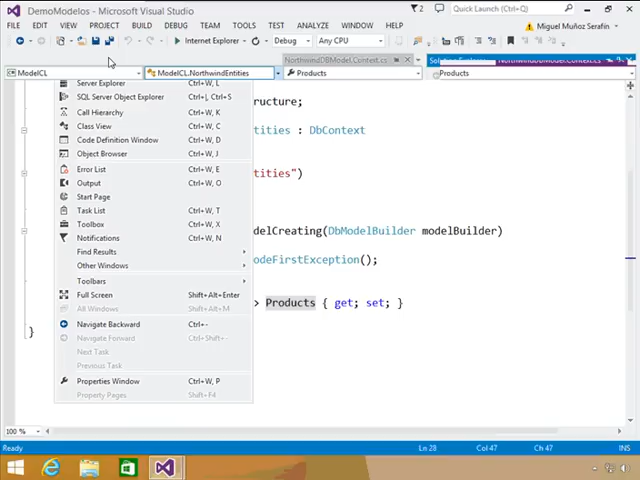 DemoModelos - Microsoft Visual Studio
2
Quick Launch (Ctrl+Q)
FILE EDIT VIEW PROJECT BUILD DEBUG TEAM TOOLS TEST ANALYZE WINDOW
Miguel Muñoz Serafín
Internet Explorer Debug Any CPU
NorthwindDBModel.Context.cs
ModelCL ModelCL.NorthwindEntities Products Products
Server Explorer Ctrl+W, L
SQL Server Object Explorer Ctrl+\, Ctrl+S
Call Hierarchy Ctrl+W, K
Class View Ctrl+W, C
Code Definition Window Ctrl+W, D
Object Browser Ctrl+W, J
Error List Ctrl+W, E
Output Ctrl+W, O
Start Page
Task List Ctrl+W, T
Toolbox Ctrl+W, X
Notifications Ctrl+W, N
Find Results
Other Windows
Toolbars
Full Screen Shift+Alt+Enter
All Windows Shift+Alt+M
Navigate Backward Ctrl+-
Navigate Forward Ctrl+Shift+-
Next Task
Previous Task
Properties Window Ctrl+W, P
Property Pages Shift+F4
ructure;
tities : DbContext
tities")
delCreating(DbModelBuilder modelBuilder)
odeFirstException();
> Products { get; set; }
}
100 %
Ready Ln 28 Col 47 Ch 47